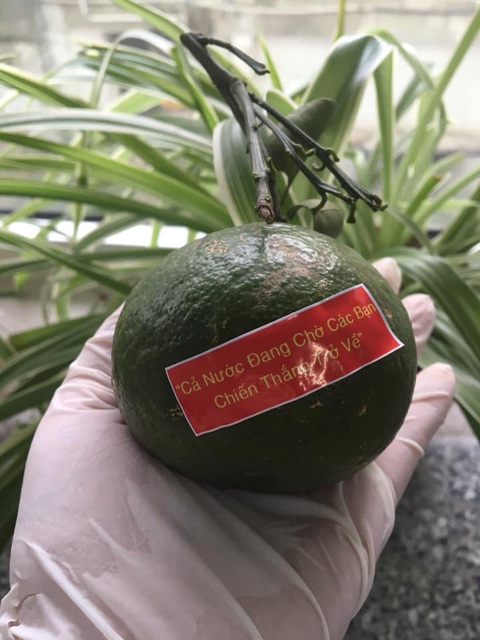 "Cả Nước Đang Chờ Các Bạn
Chiến Thắng Trở Về"